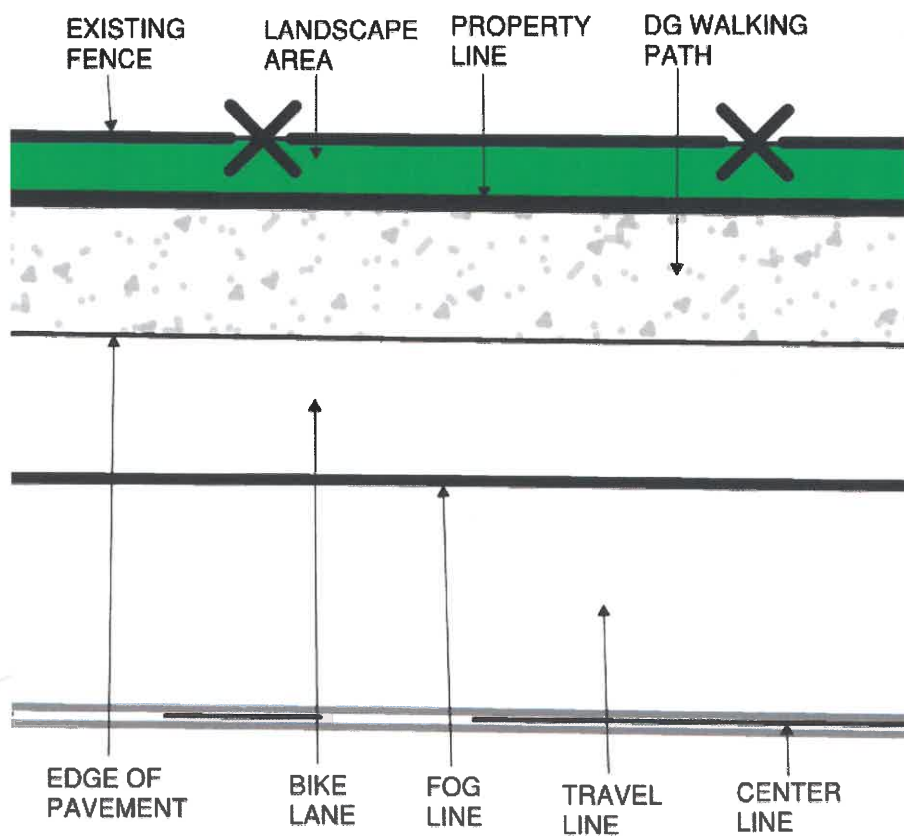 EXISTING
FENCE
LANDSCAPE
AREA
PROPERTY
LINE
DG WALKING
PATH
EDGE OF
PAVEMENT
BIKE
LANE
FOG
LINE
TRAVEL
LINE
CENTER
LINE